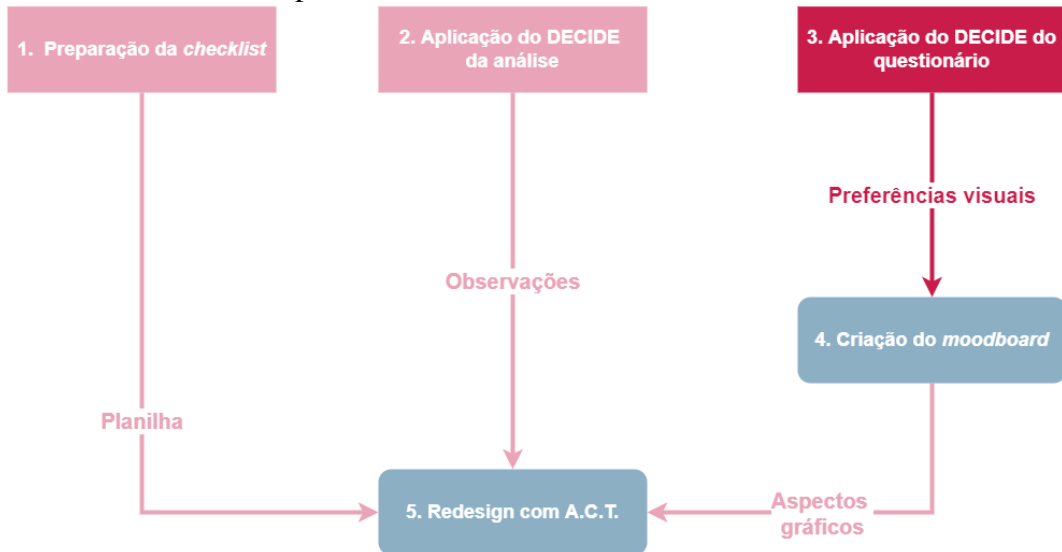 1. Preparação da checklist
2. Aplicação do DECIDE
da análise
3. Aplicação do DECIDE do
questionário
Preferências visuais
Observações
4. Criação do moodboard
Planilha
5. Redesign com A.C.T.
Aspectos
gráficos